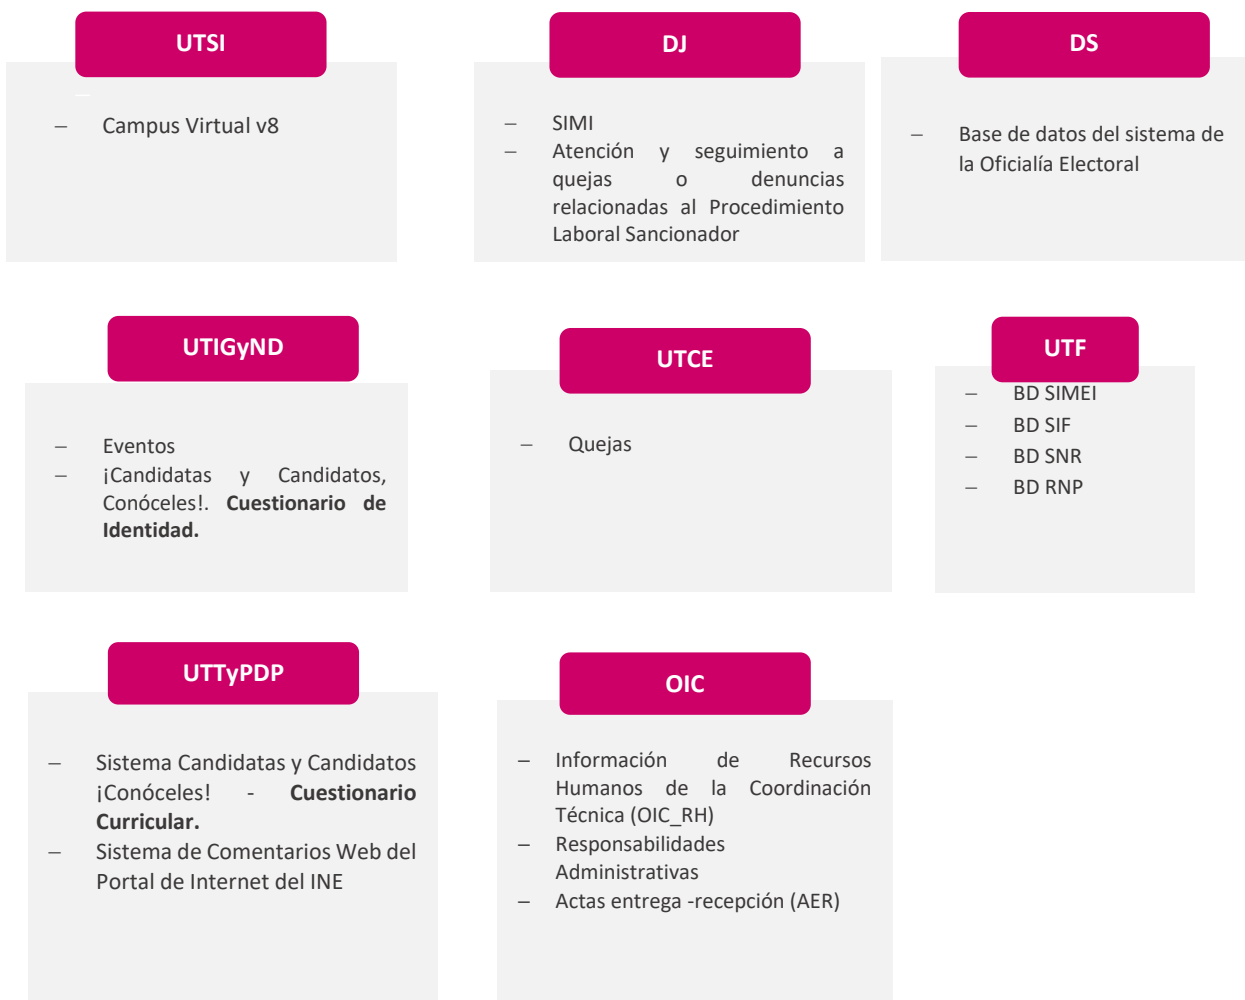 UTSI
– Campus Virtual v8
DJ
– SIMI
– Atención y seguimiento a
quejas o denuncias
relacionadas al Procedimiento
Laboral Sancionador
DS
– Base de datos del sistema de
la Oficialía Electoral
UTIGyND
– Eventos
– ¡Candidatas y Candidatos,
Conóceles!. Cuestionario de
Identidad.
UTCE
– Quejas
UTF
– BD SIMEI
– BD SIF
– BD SNR
– BD RNP
UTTyPDP
– Sistema Candidatas y Candidatos
¡Conóceles! - Cuestionario
Curricular.
– Sistema de Comentarios Web del
Portal de Internet del INE
OIC
– Información de Recursos
Humanos de la Coordinación
Técnica (OIC_RH)
– Responsabilidades
Administrativas
– Actas entrega -recepción (AER)